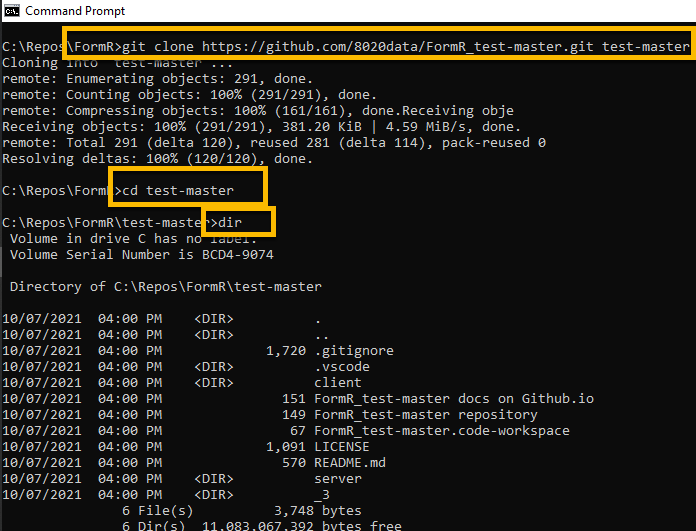 Command Prompt
C:\Repos\FormR>git clone https://github.com/8020data/FormR_test-master.git test-master
Cloning into 'test-master'...
remote: Enumerating objects: 291, done.
remote: Counting objects: 100% (291/291), done.
remote: Compressing objects: 100% (161/161), done.Receiving obje
Receiving objects: 100% (291/291), 381.20 KiB | 4.59 MiB/s, done.
remote: Total 291 (delta 120), reused 281 (delta 114), pack-reused 0
Resolving deltas: 100% (120/120), done.
C:\Repos\FormR>cd test-master
C:\Repos\FormR\test-master>dir
Volume in drive C has no label.
Volume Serial Number is BCD4-9074
Directory of C:\Repos\FormR\test-master
10/07/2021 04:00 PM <DIR> .
10/07/2021 04:00 PM <DIR> ..
10/07/2021 04:00 PM 1,720 .gitignore
10/07/2021 04:00 PM <DIR> .vscode
10/07/2021 04:00 PM <DIR> client
10/07/2021 04:00 PM 151 FormR_test-master docs on Github.io
10/07/2021 04:00 PM 149 FormR_test-master repository
10/07/2021 04:00 PM 67 FormR_test-master.code-workspace
10/07/2021 04:00 PM 1,091 LICENSE
10/07/2021 04:00 PM 570 README.md
10/07/2021 04:00 PM <DIR> server
10/07/2021 04:00 PM <DIR> _3
6 File(s) 3,748 bytes
6 Dir(s) 11,083,067,392 bytes free